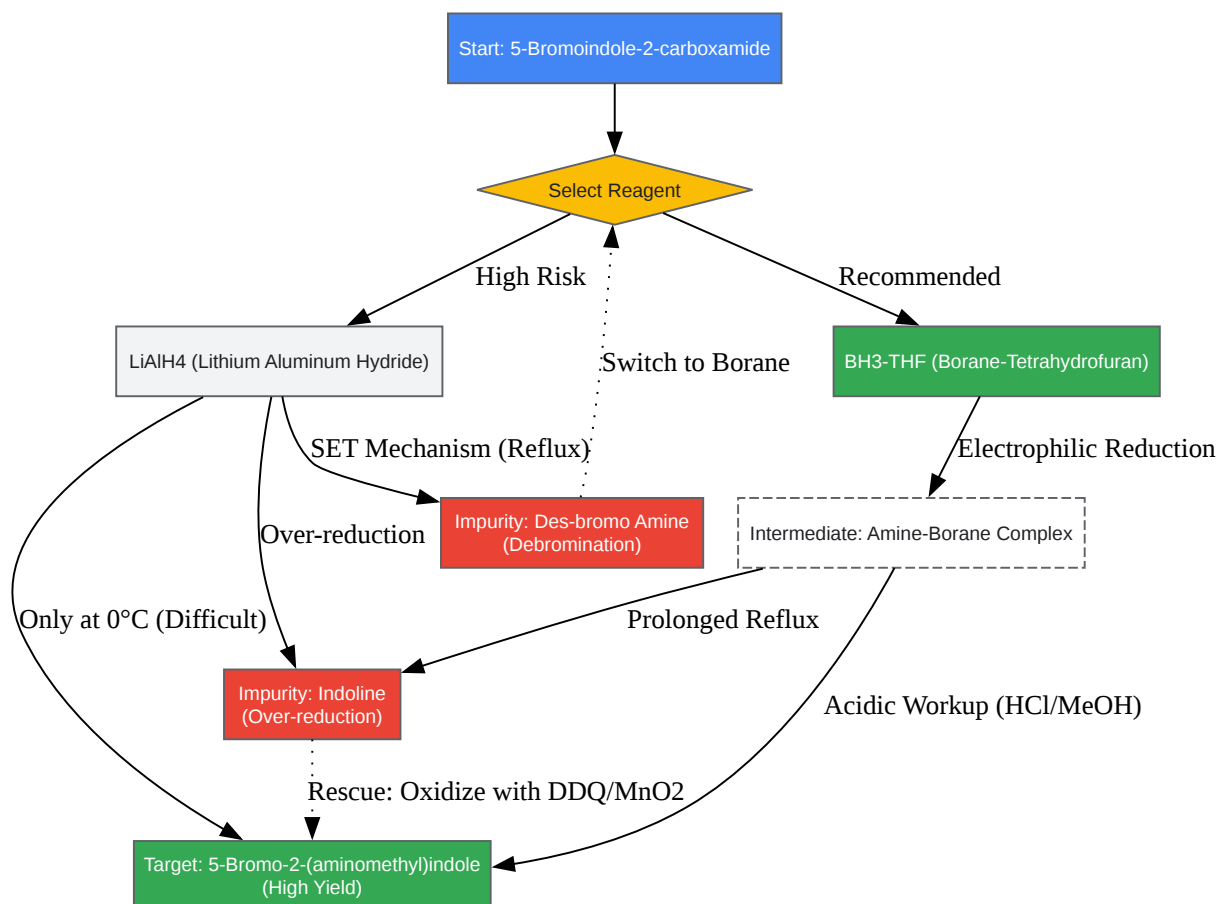 Start: 5-Bromoindole-2-carboxamide
Select Reagent
High Risk
Recommended
LiAlH4 (Lithium Aluminum Hydride)
Switch to Borane
BH3-THF (Borane-Tetrahydrofuran)
SET Mechanism (Reflux)
Electrophilic Reduction
Over-reduction
Impurity: Des-bromo Amine
(Debromination)
Intermediate: Amine-Borane Complex
Only at 0°C (Difficult)
Prolonged Reflux
Impurity: Indoline
(Over-reduction)
Acidic Workup (HCl/MeOH)
Rescue: Oxidize with DDQ/MnO2
Target: 5-Bromo-2-(aminomethyl)indole
(High Yield)